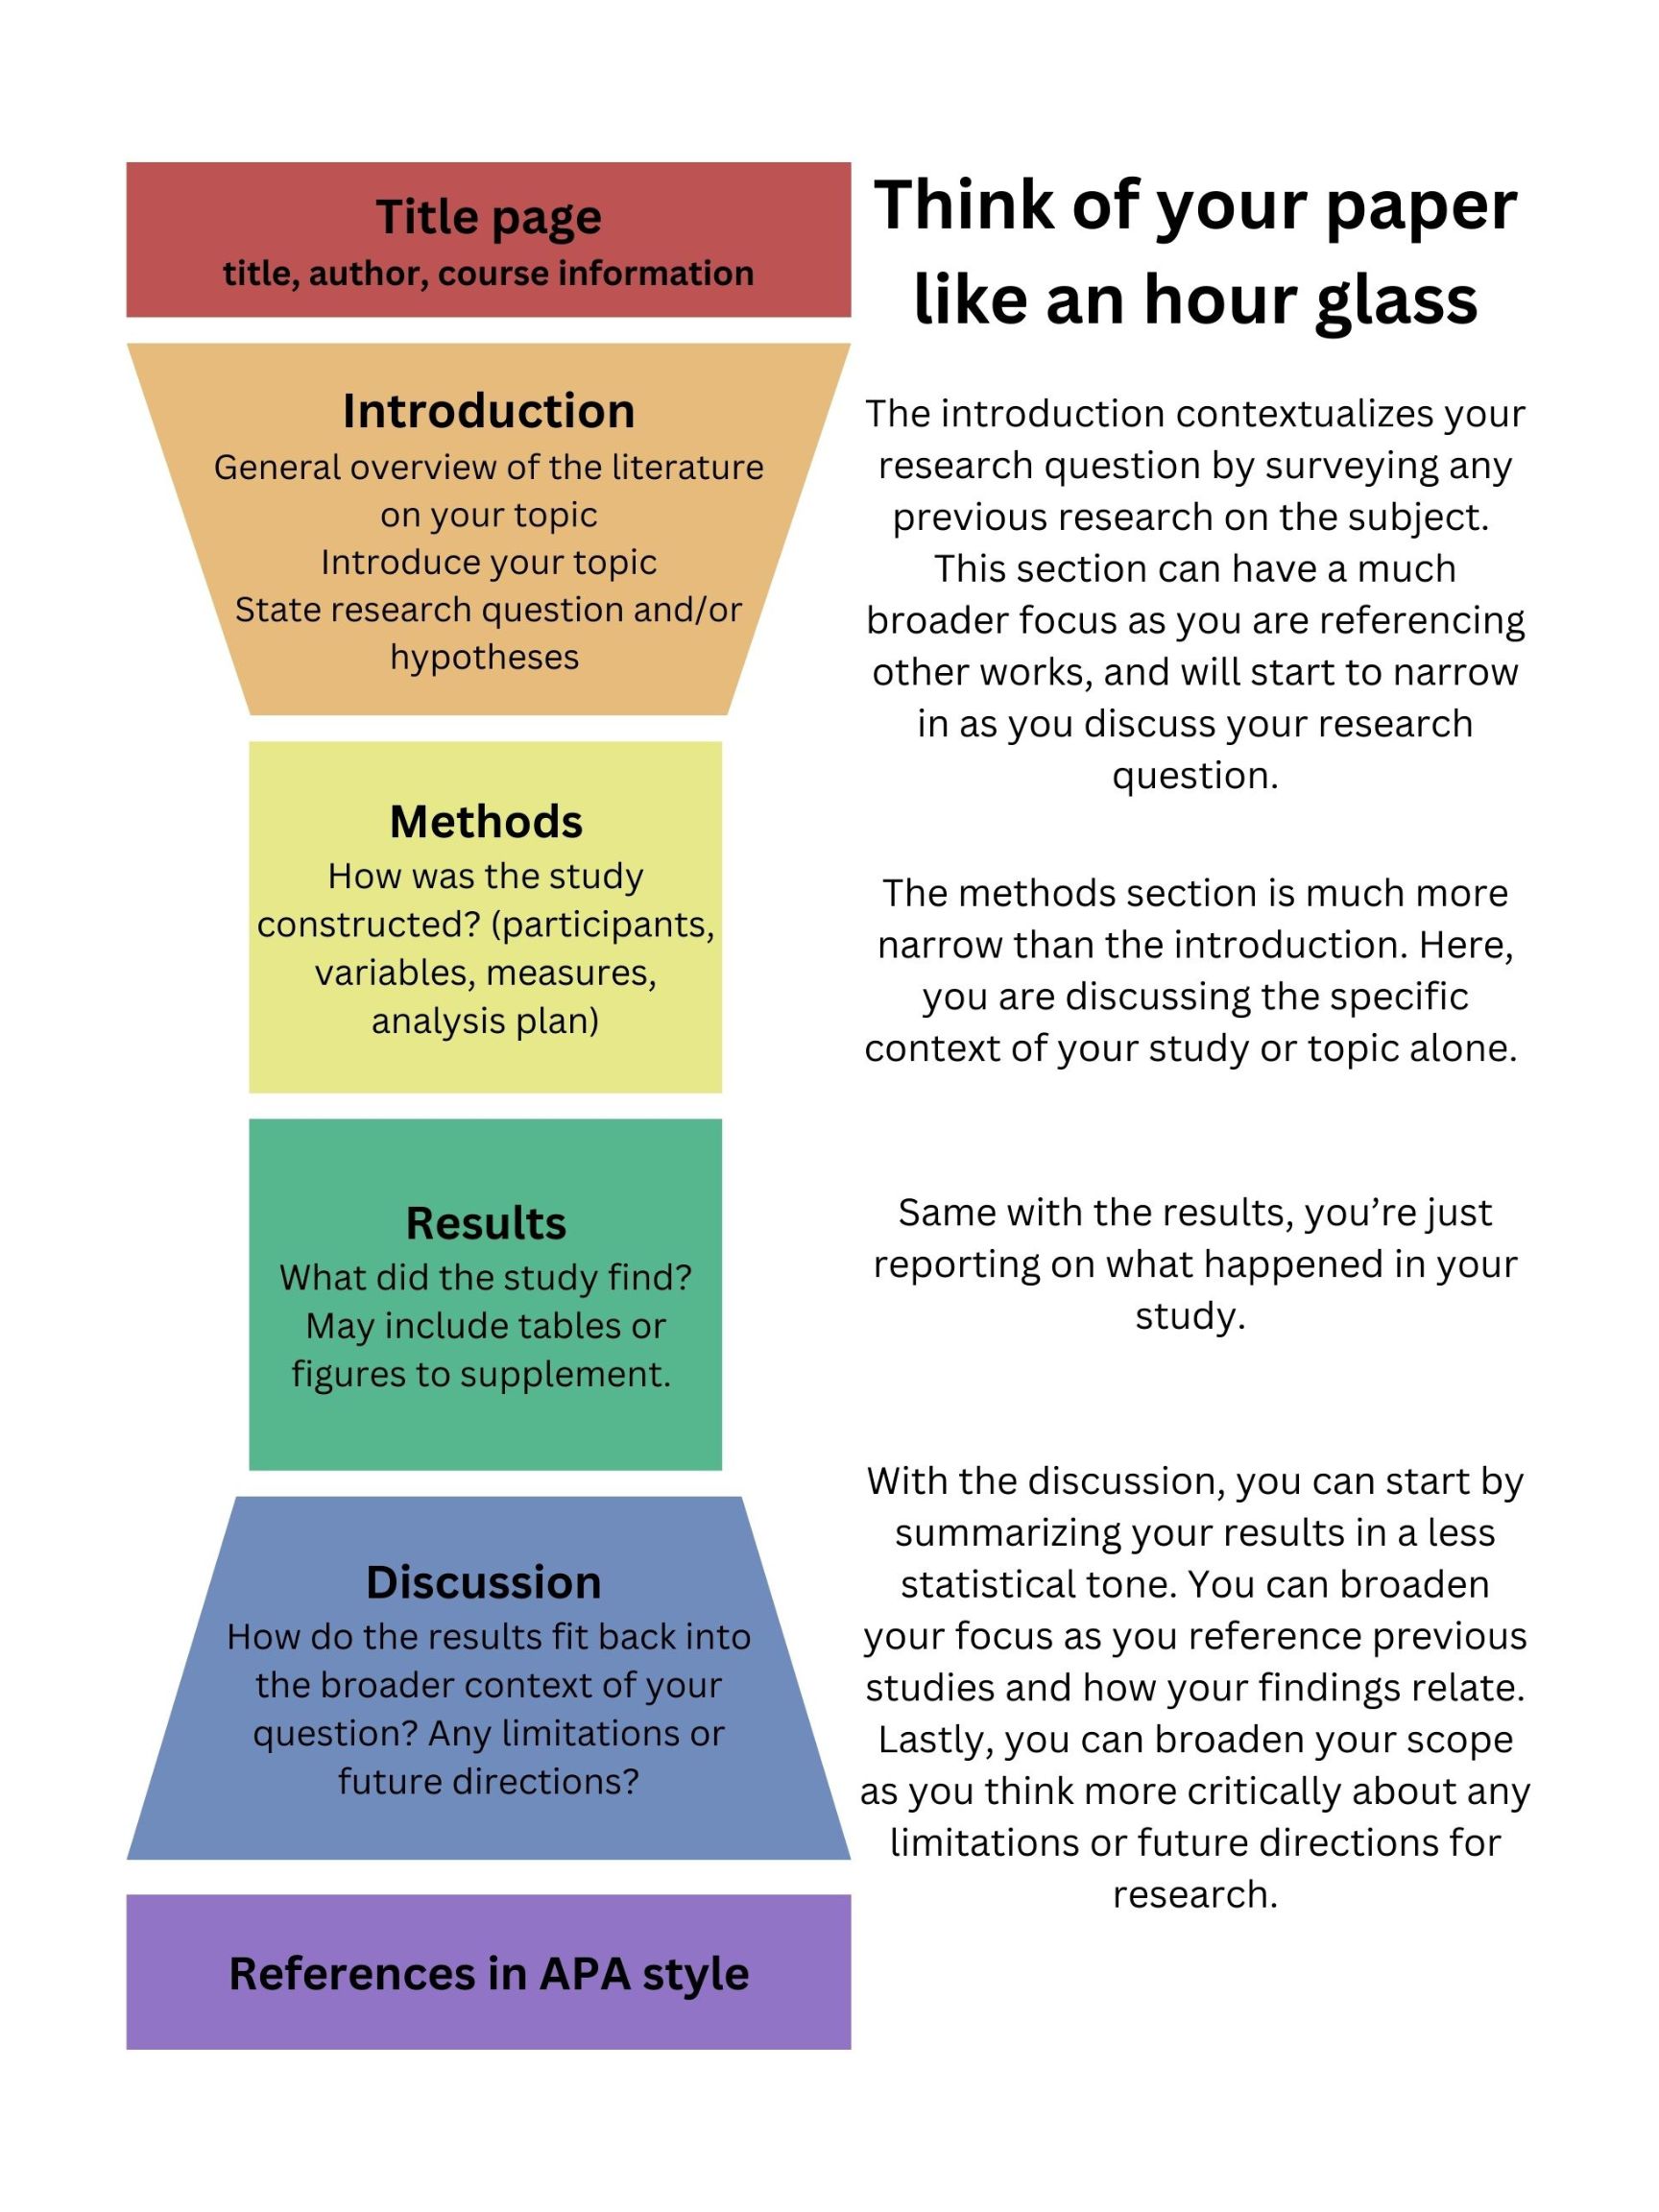 Title page
title, author, course information
Think of your paper
like an hour glass
Introduction
General overview of the literature
on your topic
Introduce your topic
State research question and/or
hypotheses
The introduction contextualizes your
research question by surveying any
previous research on the subject.
This section can have a much
broader focus as you are referencing
other works, and will start to narrow
in as you discuss your research
question.
Methods
How was the study
constructed? (participants,
variables, measures,
analysis plan)
The methods section is much more
narrow than the introduction. Here,
you are discussing the specific
context of your study or topic alone.
Results
What did the study find?
May include tables or
figures to supplement.
Same with the results, you’re just
reporting on what happened in your
study.
Discussion
How do the results fit back into
the broader context of your
question? Any limitations or
future directions?
With the discussion, you can start by
summarizing your results in a less
statistical tone. You can broaden
your focus as you reference previous
studies and how your findings relate.
Lastly, you can broaden your scope
as you think more critically about any
limitations or future directions for
research.
References in APA style